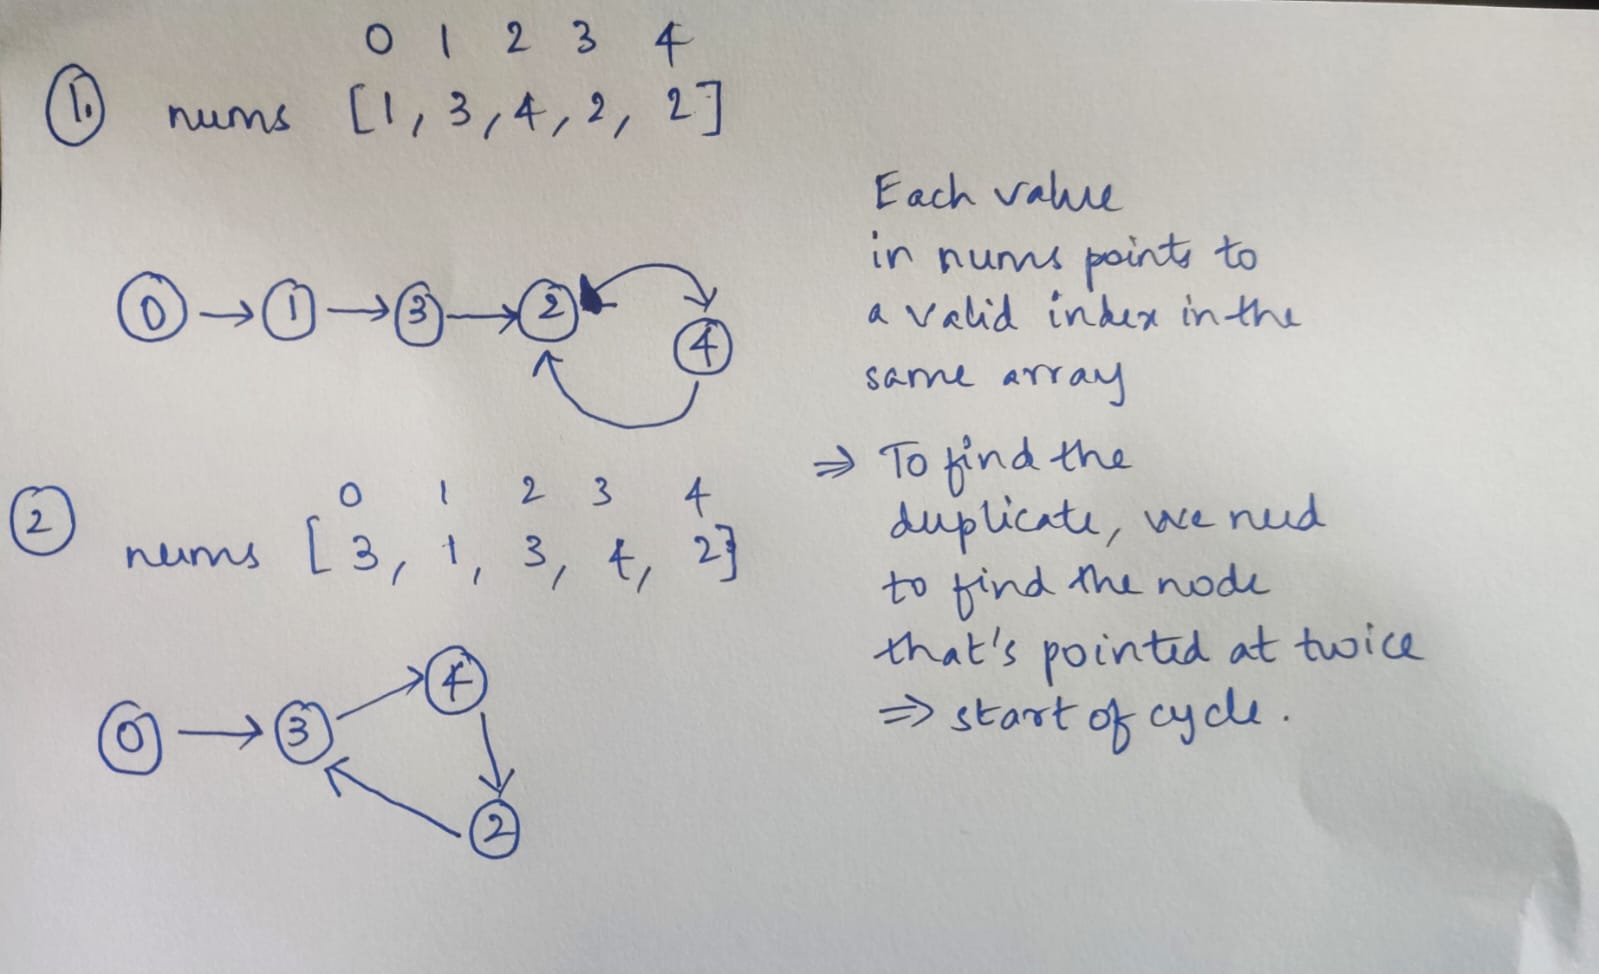 0 1 2 3 4
1. nums [1, 3, 4, 2, 2]
0 → 1 → 3 → 2
4
2 nums [3, 1, 3, 4, 2]
0 1 2 3 4
0 → 3
4
2
Each value
in nums points to
a valid index in the
same array
⇒ To find the
duplicate, we need
to find the node
that's pointed at twice
⇒ start of cycle.